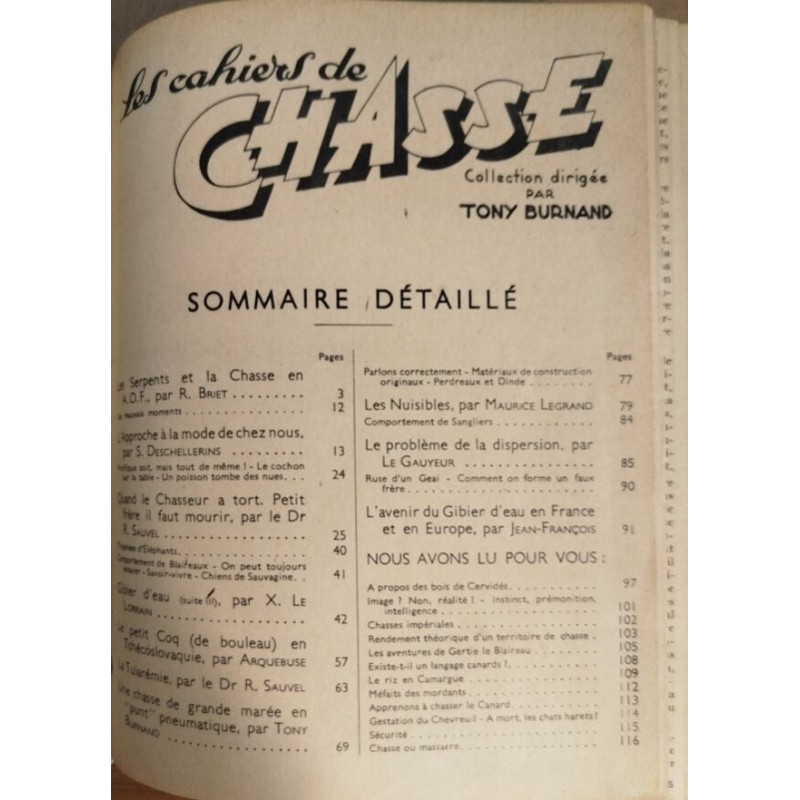 Les cahiers de
CHASSE
Collection dirigée
PAR
TONY BURNAND
SOMMAIRE DÉTAILLÉ
Pages
Les Serpents et la Chasse en
A.O.F., par R. BRIET ......... 3
mauvais moments ............ 12
L'Approche à la mode de chez nous,
par S. DESCHELLERINS ......... 13
soit, mais tout de même ! - Le cochon
sur la table - Un poisson tombe des nues... 24
Quand le Chasseur a tort. Petit
frère il faut mourir, par le Dr
R. SAUVEL ................ 25
d'Éléphants ............. 40
Comportement de Blaireaux - On peut toujours
- Savoir-vivre - Chiens de Sauvagine.. 41
Gibier d'eau (suite III), par X. LE
LORRAIN ................ 42
Le petit Coq (de bouleau) en
Tchécoslovaquie, par ARQUEBUSE 57
La Tularémie, par le Dr R. SAUVEL 63
Une chasse de grande marée en
"punt" pneumatique, par TONY
BURNAND ................ 69
Pages
Parlons correctement - Matériaux de construction
originaux - Perdreaux et Dinde ......... 77
Les Nuisibles, par MAURICE LEGRAND 79
Comportement de Sangliers ............ 84
Le problème de la dispersion, par
LE GAUYEUR ................ 85
Ruse d'un Geai - Comment on forme un faux
frère .................... 90
L'avenir du Gibier d'eau en France
et en Europe, par JEAN-FRANÇOIS 91
NOUS AVONS LU POUR VOUS :
A propos des bois de Cervidés ............ 97
Image ! Non, réalité ! - Instinct, prémonition,
intelligence ................ 101
Chasses impériales ............ 102
Rendement théorique d'un territoire de chasse . 103
Les aventures de Gertie le Blaireau ....... 105
Existe-t-il un langage canards ?.......... 108
Le riz en Camargue ............ 109
Méfaits des mordants ............ 112
Apprenons à chasser le Canard ............ 113
Gestation du Chevreuil - A mort, les chats harets ! 114
Sécurité .................... 115
Chasse ou massacre ............ 116